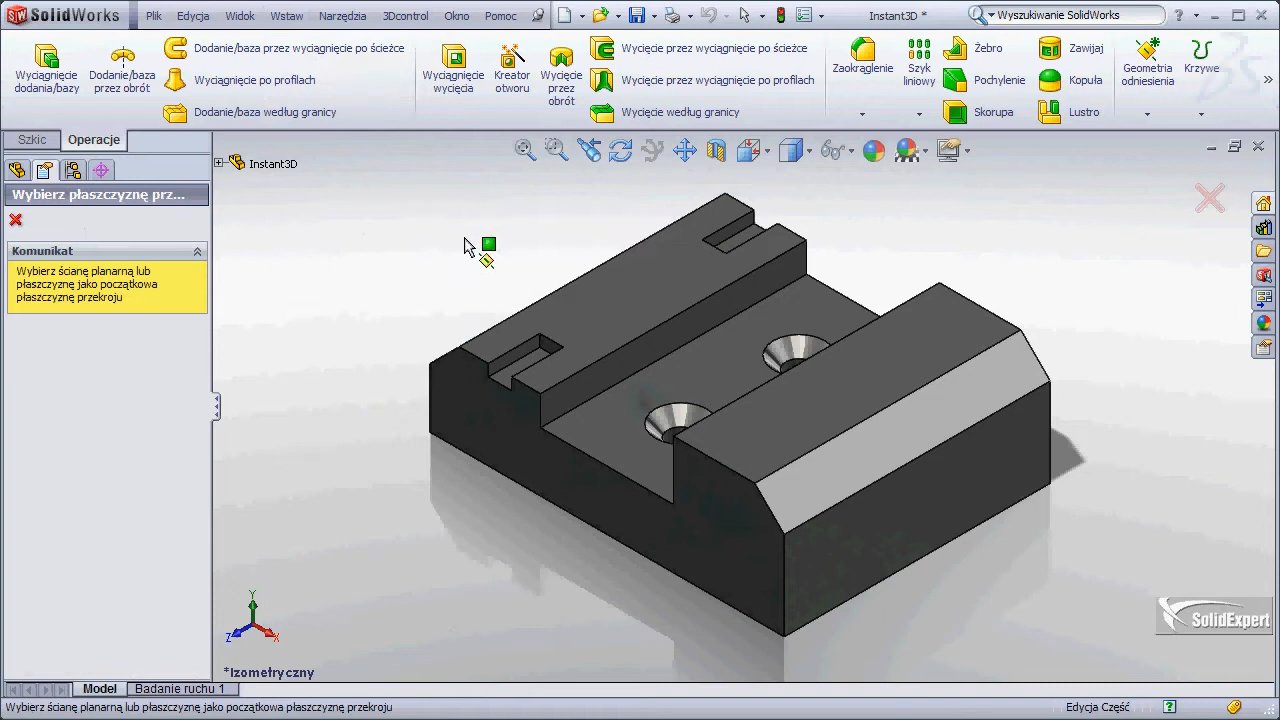 SolidWorks
Plik Edycja Widok Wstaw Narzędzia 3Dcontrol Okno Pomoc
Instant3D *
Wyszukiwanie SolidWorks
Wyciągnięcie dodania/bazy
Dodanie/baza przez obrót
Dodanie/baza przez wyciągnięcie po ścieżce
Wyciągnięcie po profilach
Dodanie/baza według granicy
Wyciągnięcie wycięcia
Kreator otworu
Wycięcie przez obrót
Wycięcie przez wyciągnięcie po ścieżce
Wycięcie przez wyciągnięcie po profilach
Wycięcie według granicy
Zaokrąglenie
Szyk liniowy
Żebro
Pochylenie
Skorupa
Zawijaj
Kopuła
Lustro
Geometria odniesienia
Krzywe
Szkic Operacje
Instant3D
Wybierz płaszczyznę prz...
Komunikat
Wybierz ścianę planarną lub
płaszczyznę jako początkowa
płaszczyznę przekroju
Y
Z
X
*Izometryczny
SolidExpert
Model Badanie ruchu 1
Wybierz ścianę planarną lub płaszczyznę jako początkowa płaszczyznę przekroju
Edycja Część